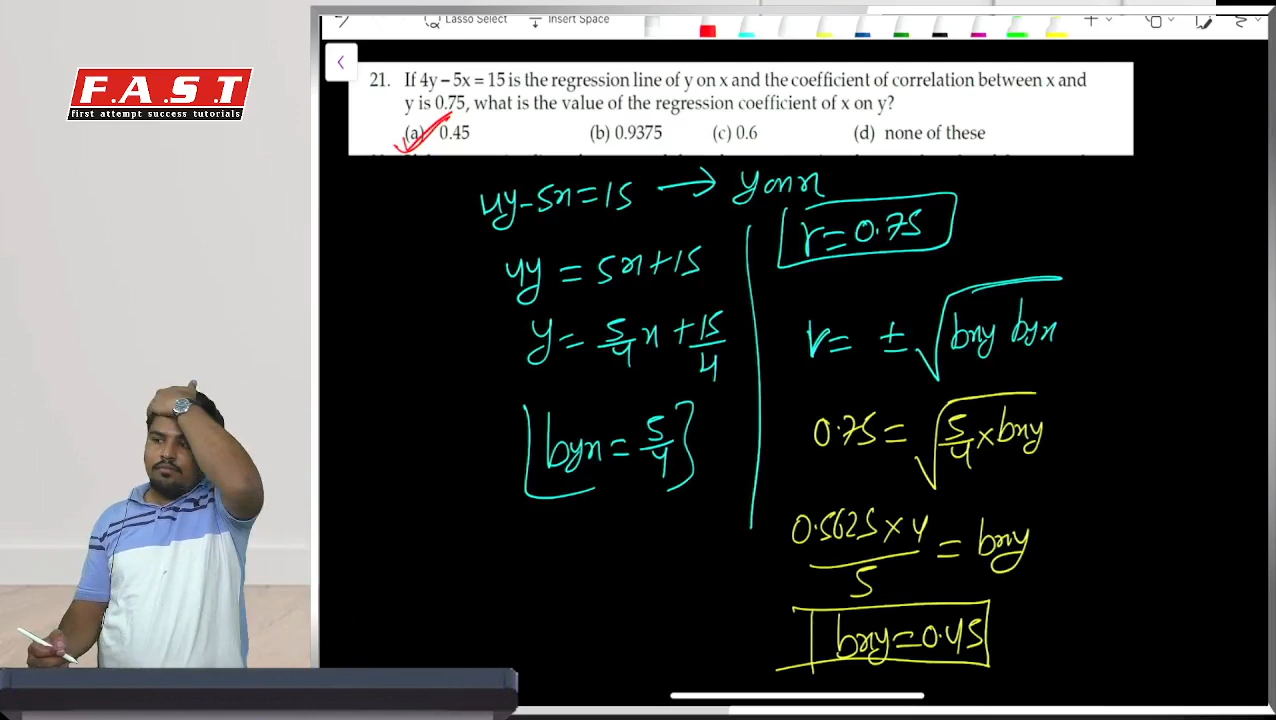 Lasso Select
Insert Space
F.A.S.T
first attempt success tutorials
21. If 4y – 5x = 15 is the regression line of y on x and the coefficient of correlation between x and
y is 0.75, what is the value of the regression coefficient of x on y?
(a) 0.45 (b) 0.9375 (c) 0.6 (d) none of these
4y-5x=15 → y on x
4y = 5x+15
y = 5/4 x + 15/4
byx = 5/4
r = 0.75
r = ± √bxy byx
0.75 = √5/4 × bxy
0.5625 × 4 / 5 = bxy
bxy = 0.45